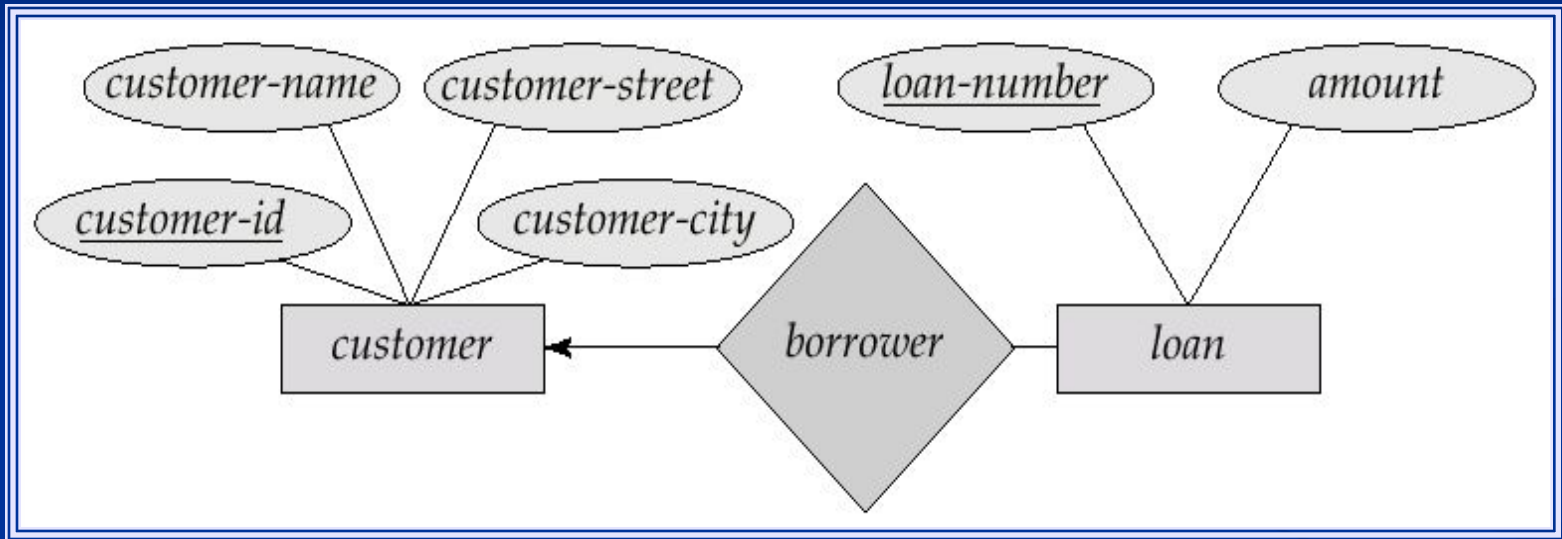 customer-name
customer-street
loan-number
amount
customer-id
customer-city
customer
borrower
loan